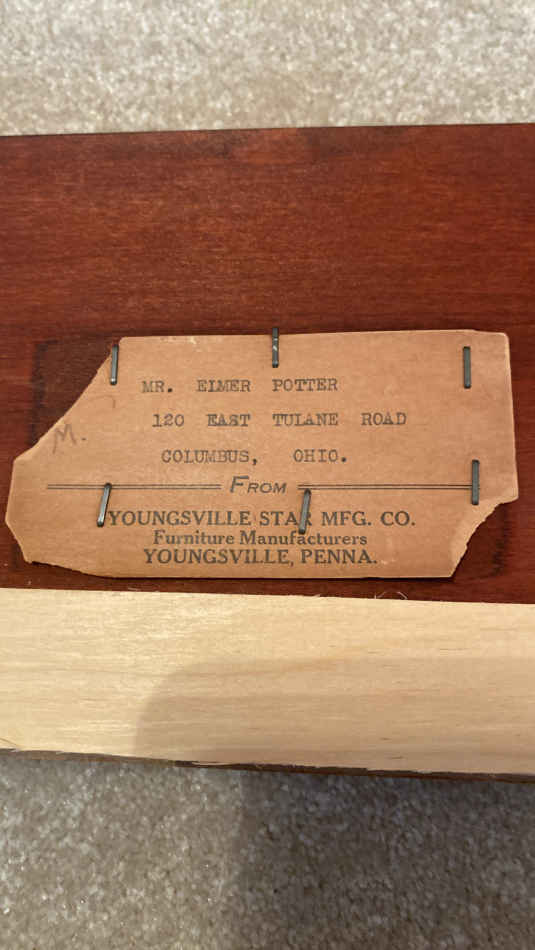 MR. ELMER POTTER
120 EAST TULANE ROAD
COLUMBUS, OHIO.
M.
FROM
YOUNGSVILLE STAR MFG. CO.
Furniture Manufacturers
YOUNGSVILLE, PENNA.